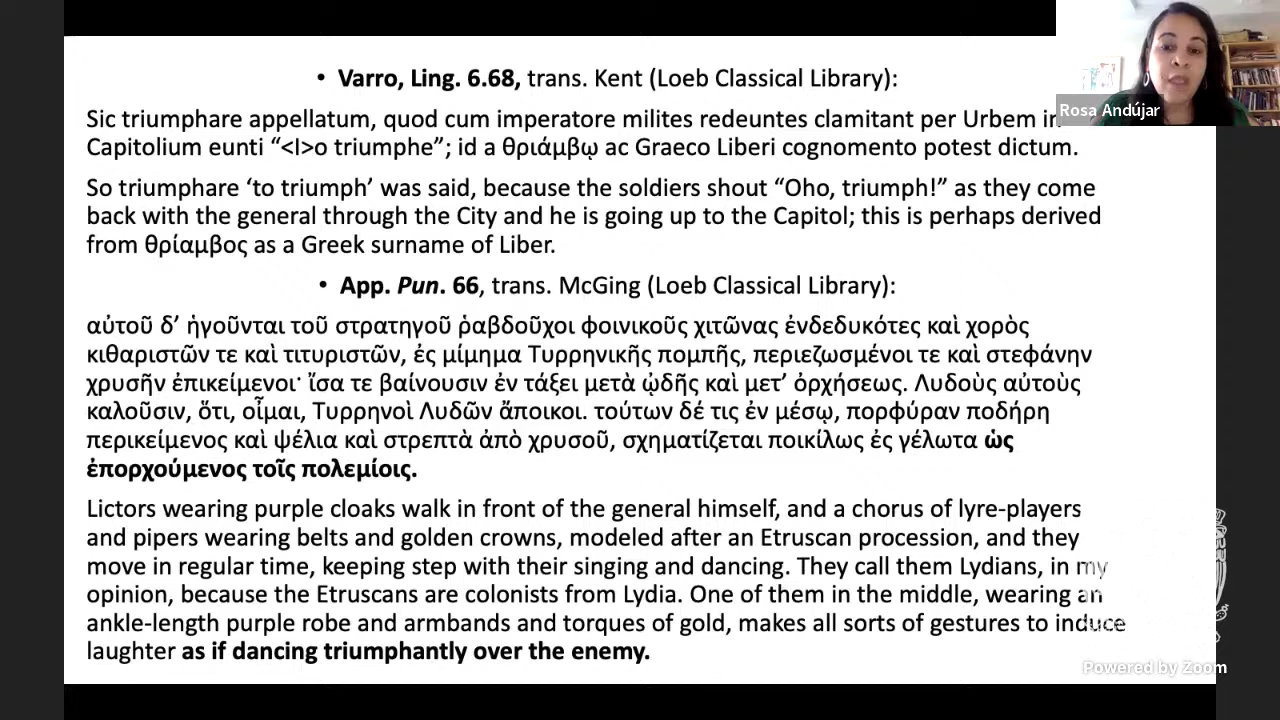 • Varro, Ling. 6.68, trans. Kent (Loeb Classical Library):
Sic triumphare appellatum, quod cum imperatore milites redeuntes clamitant per Urbem in
Capitolium eunti “<I>o triumphe”; id a θριάμβῳ ac Graeco Liberi cognomento potest dictum.
So triumphare ‘to triumph’ was said, because the soldiers shout “Oho, triumph!” as they come
back with the general through the City and he is going up to the Capitol; this is perhaps derived
from θρίαμβος as a Greek surname of Liber.
• App. Pun. 66, trans. McGing (Loeb Classical Library):
αὐτοῦ δ’ ἡγοῦνται τοῦ στρατηγοῦ ῥαβδοῦχοι φοινικοῦς χιτῶνας ἐνδεδυκότες καὶ χορὸς
κιθαριστῶν τε καὶ τιτυριστῶν, ἐς μίμημα Τυρρηνικῆς πομπῆς, περιεζωσμένοι τε καὶ στεφάνην
χρυσῆν ἐπικείμενοι· ἴσα τε βαίνουσιν ἐν τάξει μετὰ ᾠδῆς καὶ μετ’ ὀρχήσεως. Λυδοὺς αὐτοὺς
καλοῦσιν, ὅτι, οἶμαι, Τυρρηνοὶ Λυδῶν ἄποικοι. τούτων δέ τις ἐν μέσῳ, πορφύραν ποδήρη
περικείμενος καὶ ψέλια καὶ στρεπτὰ ἀπὸ χρυσοῦ, σχηματίζεται ποικίλως ἐς γέλωτα ὡς
ἐπορχούμενος τοῖς πολεμίοις.
Lictors wearing purple cloaks walk in front of the general himself, and a chorus of lyre-players
and pipers wearing belts and golden crowns, modeled after an Etruscan procession, and they
move in regular time, keeping step with their singing and dancing. They call them Lydians, in my
opinion, because the Etruscans are colonists from Lydia. One of them in the middle, wearing an
ankle-length purple robe and armbands and torques of gold, makes all sorts of gestures to induce
laughter as if dancing triumphantly over the enemy.
Rosa Andújar
Powered by Zoom